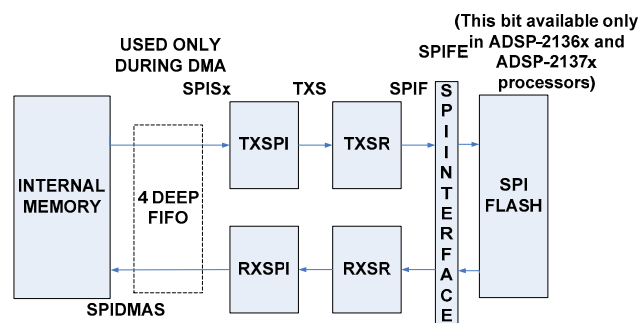 (This bit available only
in ADSP-2136x and
ADSP-2137x
processors)
USED ONLY
DURING DMA
SPIFE
SPISx
TXS
SPIF
INTERNAL
MEMORY
4 DEEP
FIFO
TXSPI
TXSR
SPI INTERFACE
SPI
FLASH
RXSPI
RXSR
SPIDMAS